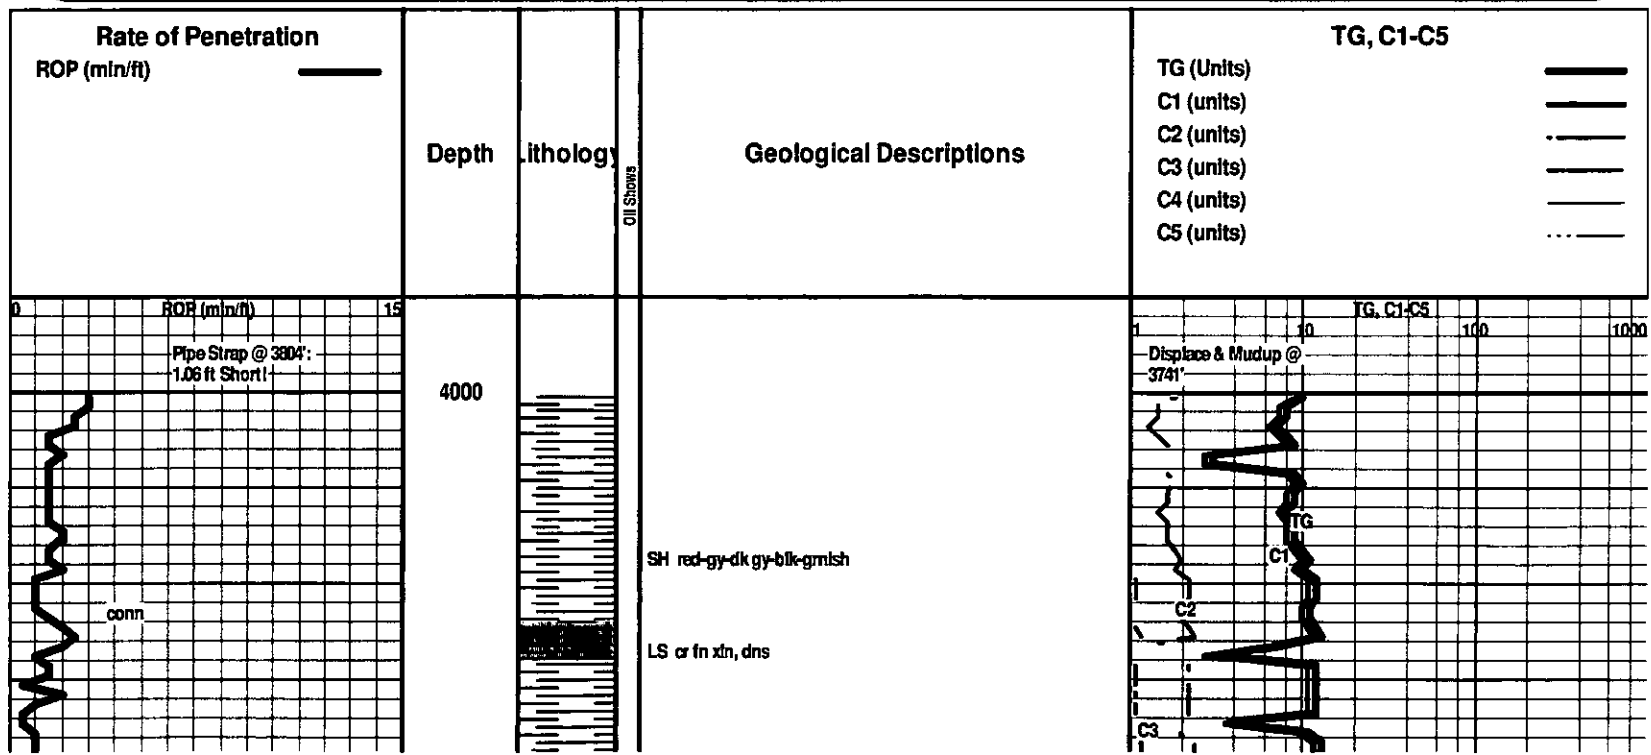 Rate of Penetration
ROP (min/ft)
Depth
Lithology
Oil Shows
Geological Descriptions
TG, C1-C5
TG (Units)
C1 (units)
C2 (units)
C3 (units)
C4 (units)
C5 (units)
0 ROP (min/ft) 15
Pipe Strap @ 3804':
1.06 ft Short!
4000
TG, C1-C5
1 10 100 1000
Displace & Mudup @
3741'
TG
C1
SH red-gy-dk gy-blk-grnish
C2
conn
LS cr fn xln, dns
C3